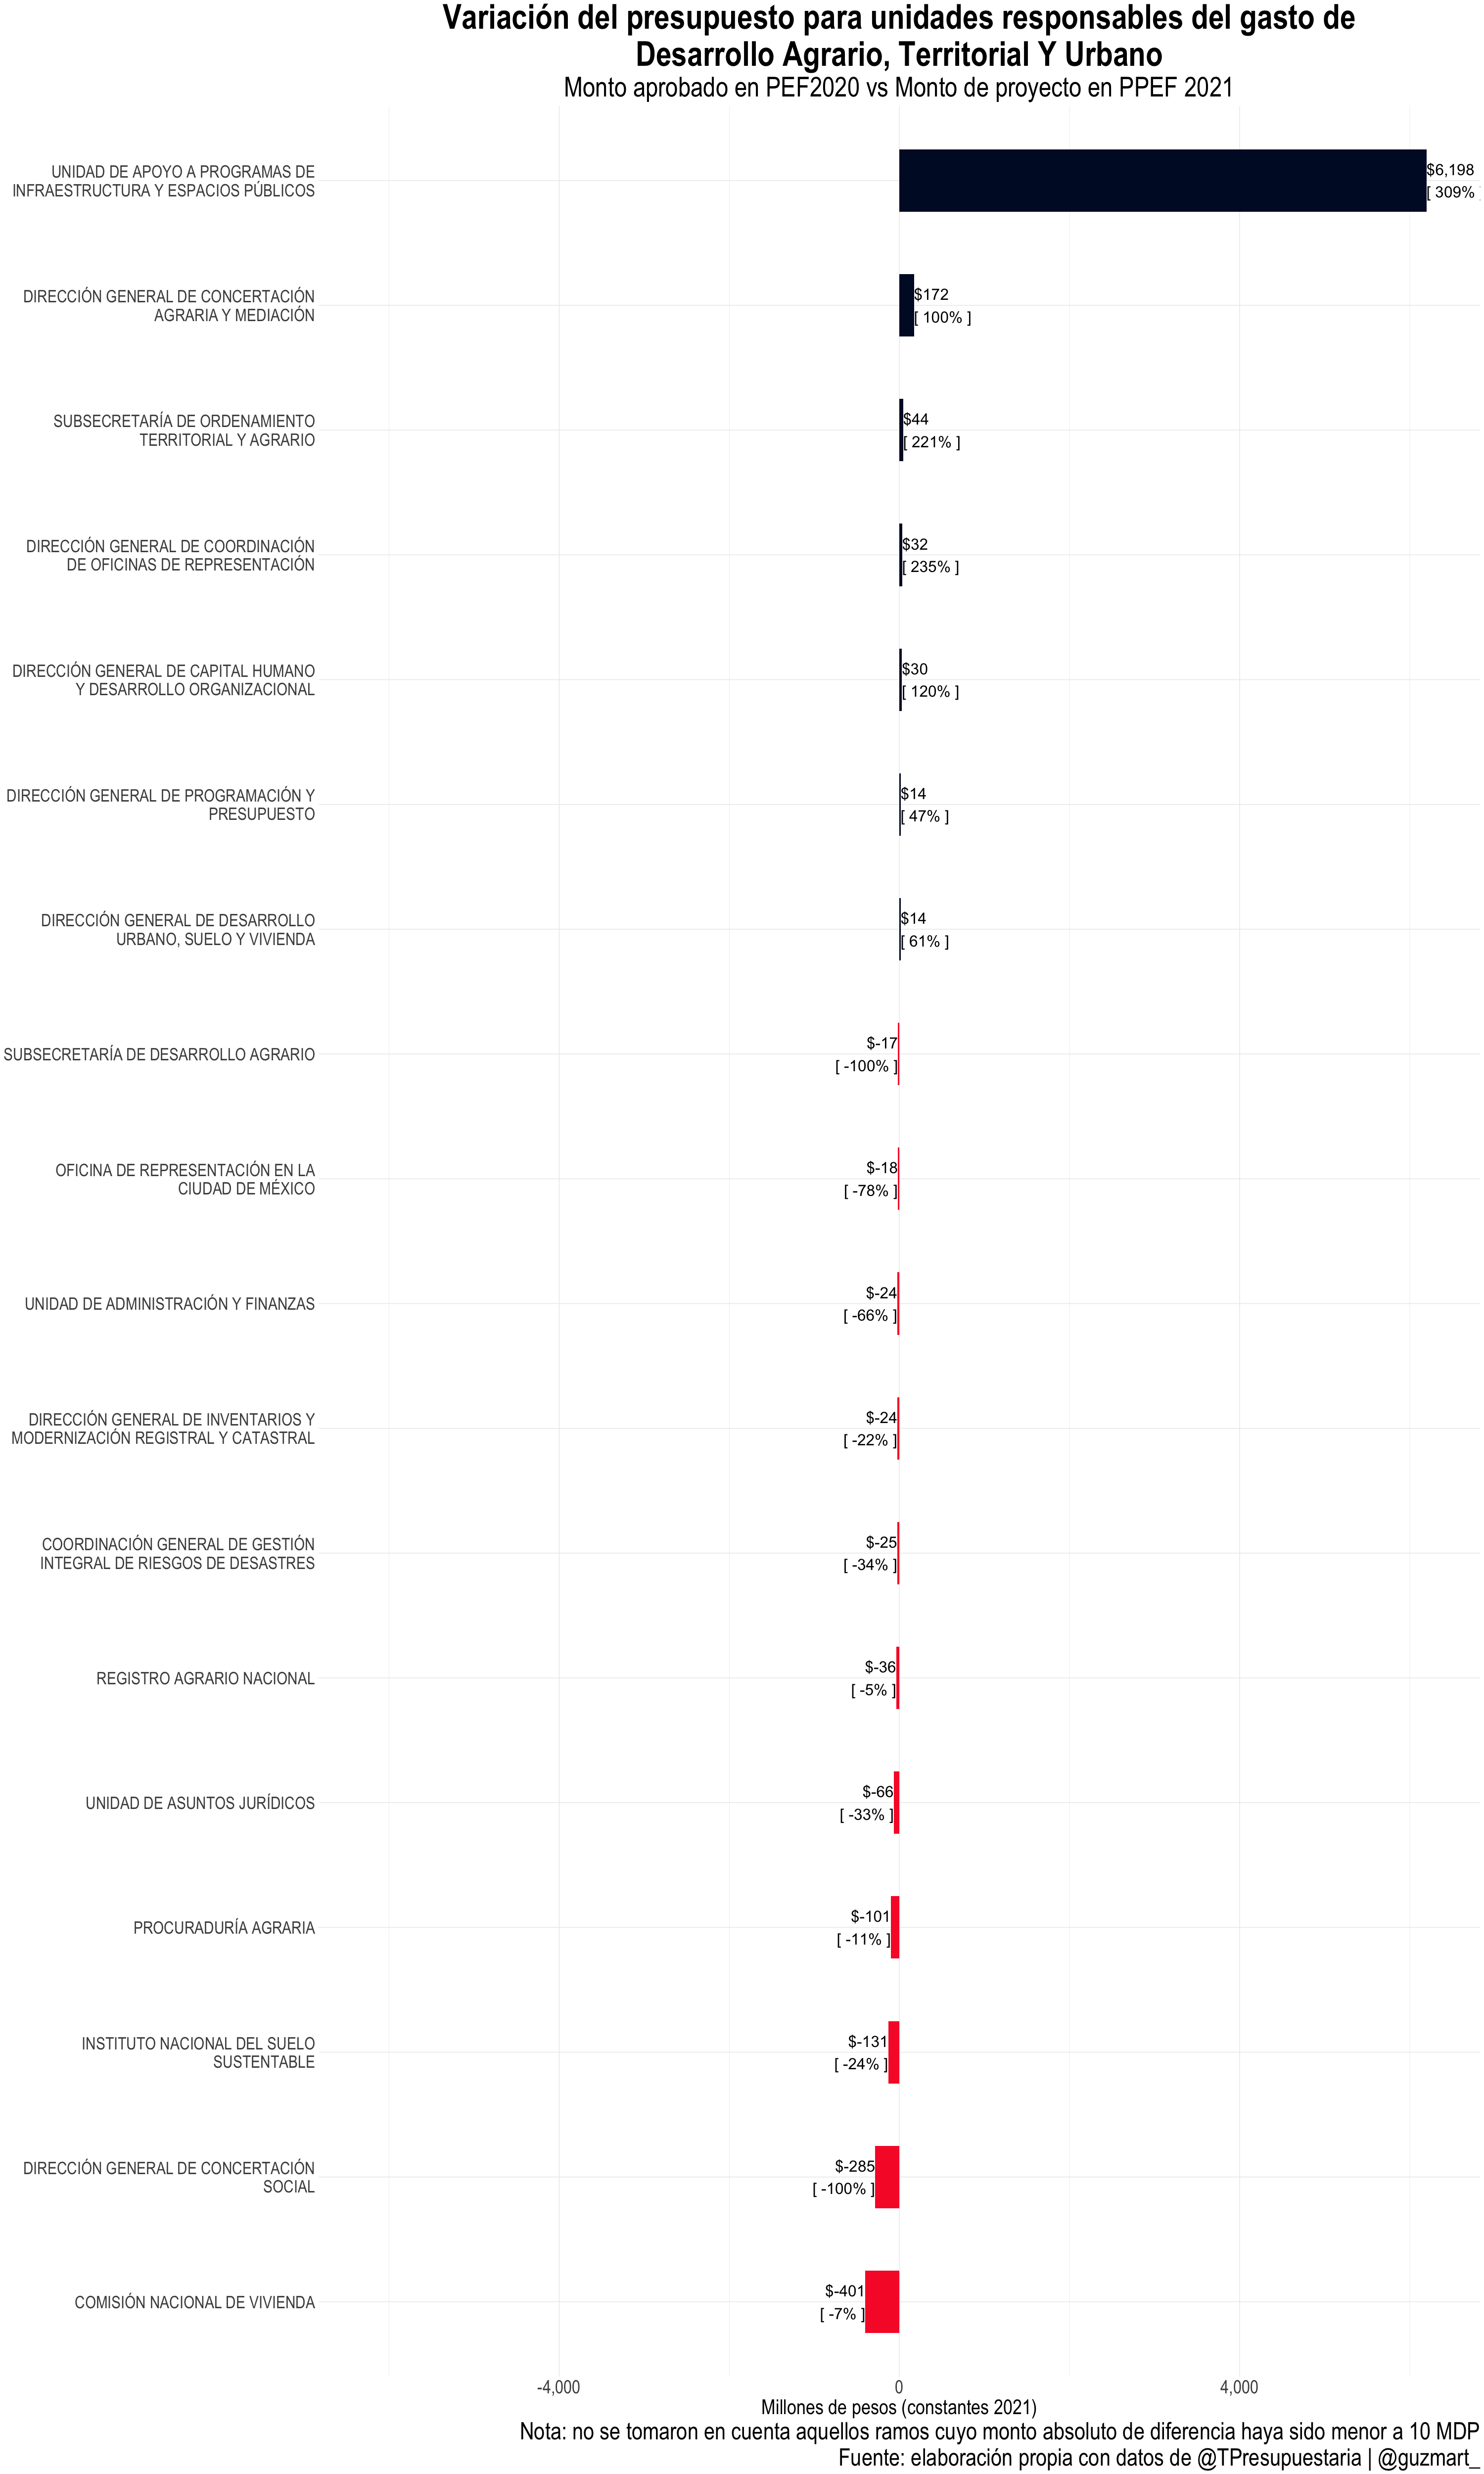 Variación del presupuesto para unidades responsables del gasto de
Desarrollo Agrario, Territorial Y Urbano
Monto aprobado en PEF2020 vs Monto de proyecto en PPEF 2021
UNIDAD DE APOYO A PROGRAMAS DE
INFRAESTRUCTURA Y ESPACIOS PÚBLICOS
$6,198
[ 309% ]
DIRECCIÓN GENERAL DE CONCERTACIÓN
AGRARIA Y MEDIACIÓN
$172
[ 100% ]
SUBSECRETARÍA DE ORDENAMIENTO
TERRITORIAL Y AGRARIO
$44
[ 221% ]
DIRECCIÓN GENERAL DE COORDINACIÓN
DE OFICINAS DE REPRESENTACIÓN
$32
[ 235% ]
DIRECCIÓN GENERAL DE CAPITAL HUMANO
Y DESARROLLO ORGANIZACIONAL
$30
[ 120% ]
DIRECCIÓN GENERAL DE PROGRAMACIÓN Y
PRESUPUESTO
$14
[ 47% ]
DIRECCIÓN GENERAL DE DESARROLLO
URBANO, SUELO Y VIVIENDA
$14
[ 61% ]
SUBSECRETARÍA DE DESARROLLO AGRARIO
$-17
[ -100% ]
OFICINA DE REPRESENTACIÓN EN LA
CIUDAD DE MÉXICO
$-18
[ -78% ]
UNIDAD DE ADMINISTRACIÓN Y FINANZAS
$-24
[ -66% ]
DIRECCIÓN GENERAL DE INVENTARIOS Y
MODERNIZACIÓN REGISTRAL Y CATASTRAL
$-24
[ -22% ]
COORDINACIÓN GENERAL DE GESTIÓN
INTEGRAL DE RIESGOS DE DESASTRES
$-25
[ -34% ]
REGISTRO AGRARIO NACIONAL
$-36
[ -5% ]
UNIDAD DE ASUNTOS JURÍDICOS
$-66
[ -33% ]
PROCURADURÍA AGRARIA
$-101
[ -11% ]
INSTITUTO NACIONAL DEL SUELO
SUSTENTABLE
$-131
[ -24% ]
DIRECCIÓN GENERAL DE CONCERTACIÓN
SOCIAL
$-285
[ -100% ]
COMISIÓN NACIONAL DE VIVIENDA
$-401
[ -7% ]
-4,000
0
4,000
Millones de pesos (constantes 2021)
Nota: no se tomaron en cuenta aquellos ramos cuyo monto absoluto de diferencia haya sido menor a 10 MDP
Fuente: elaboración propia con datos de @TPresupuestaria | @guzmart_